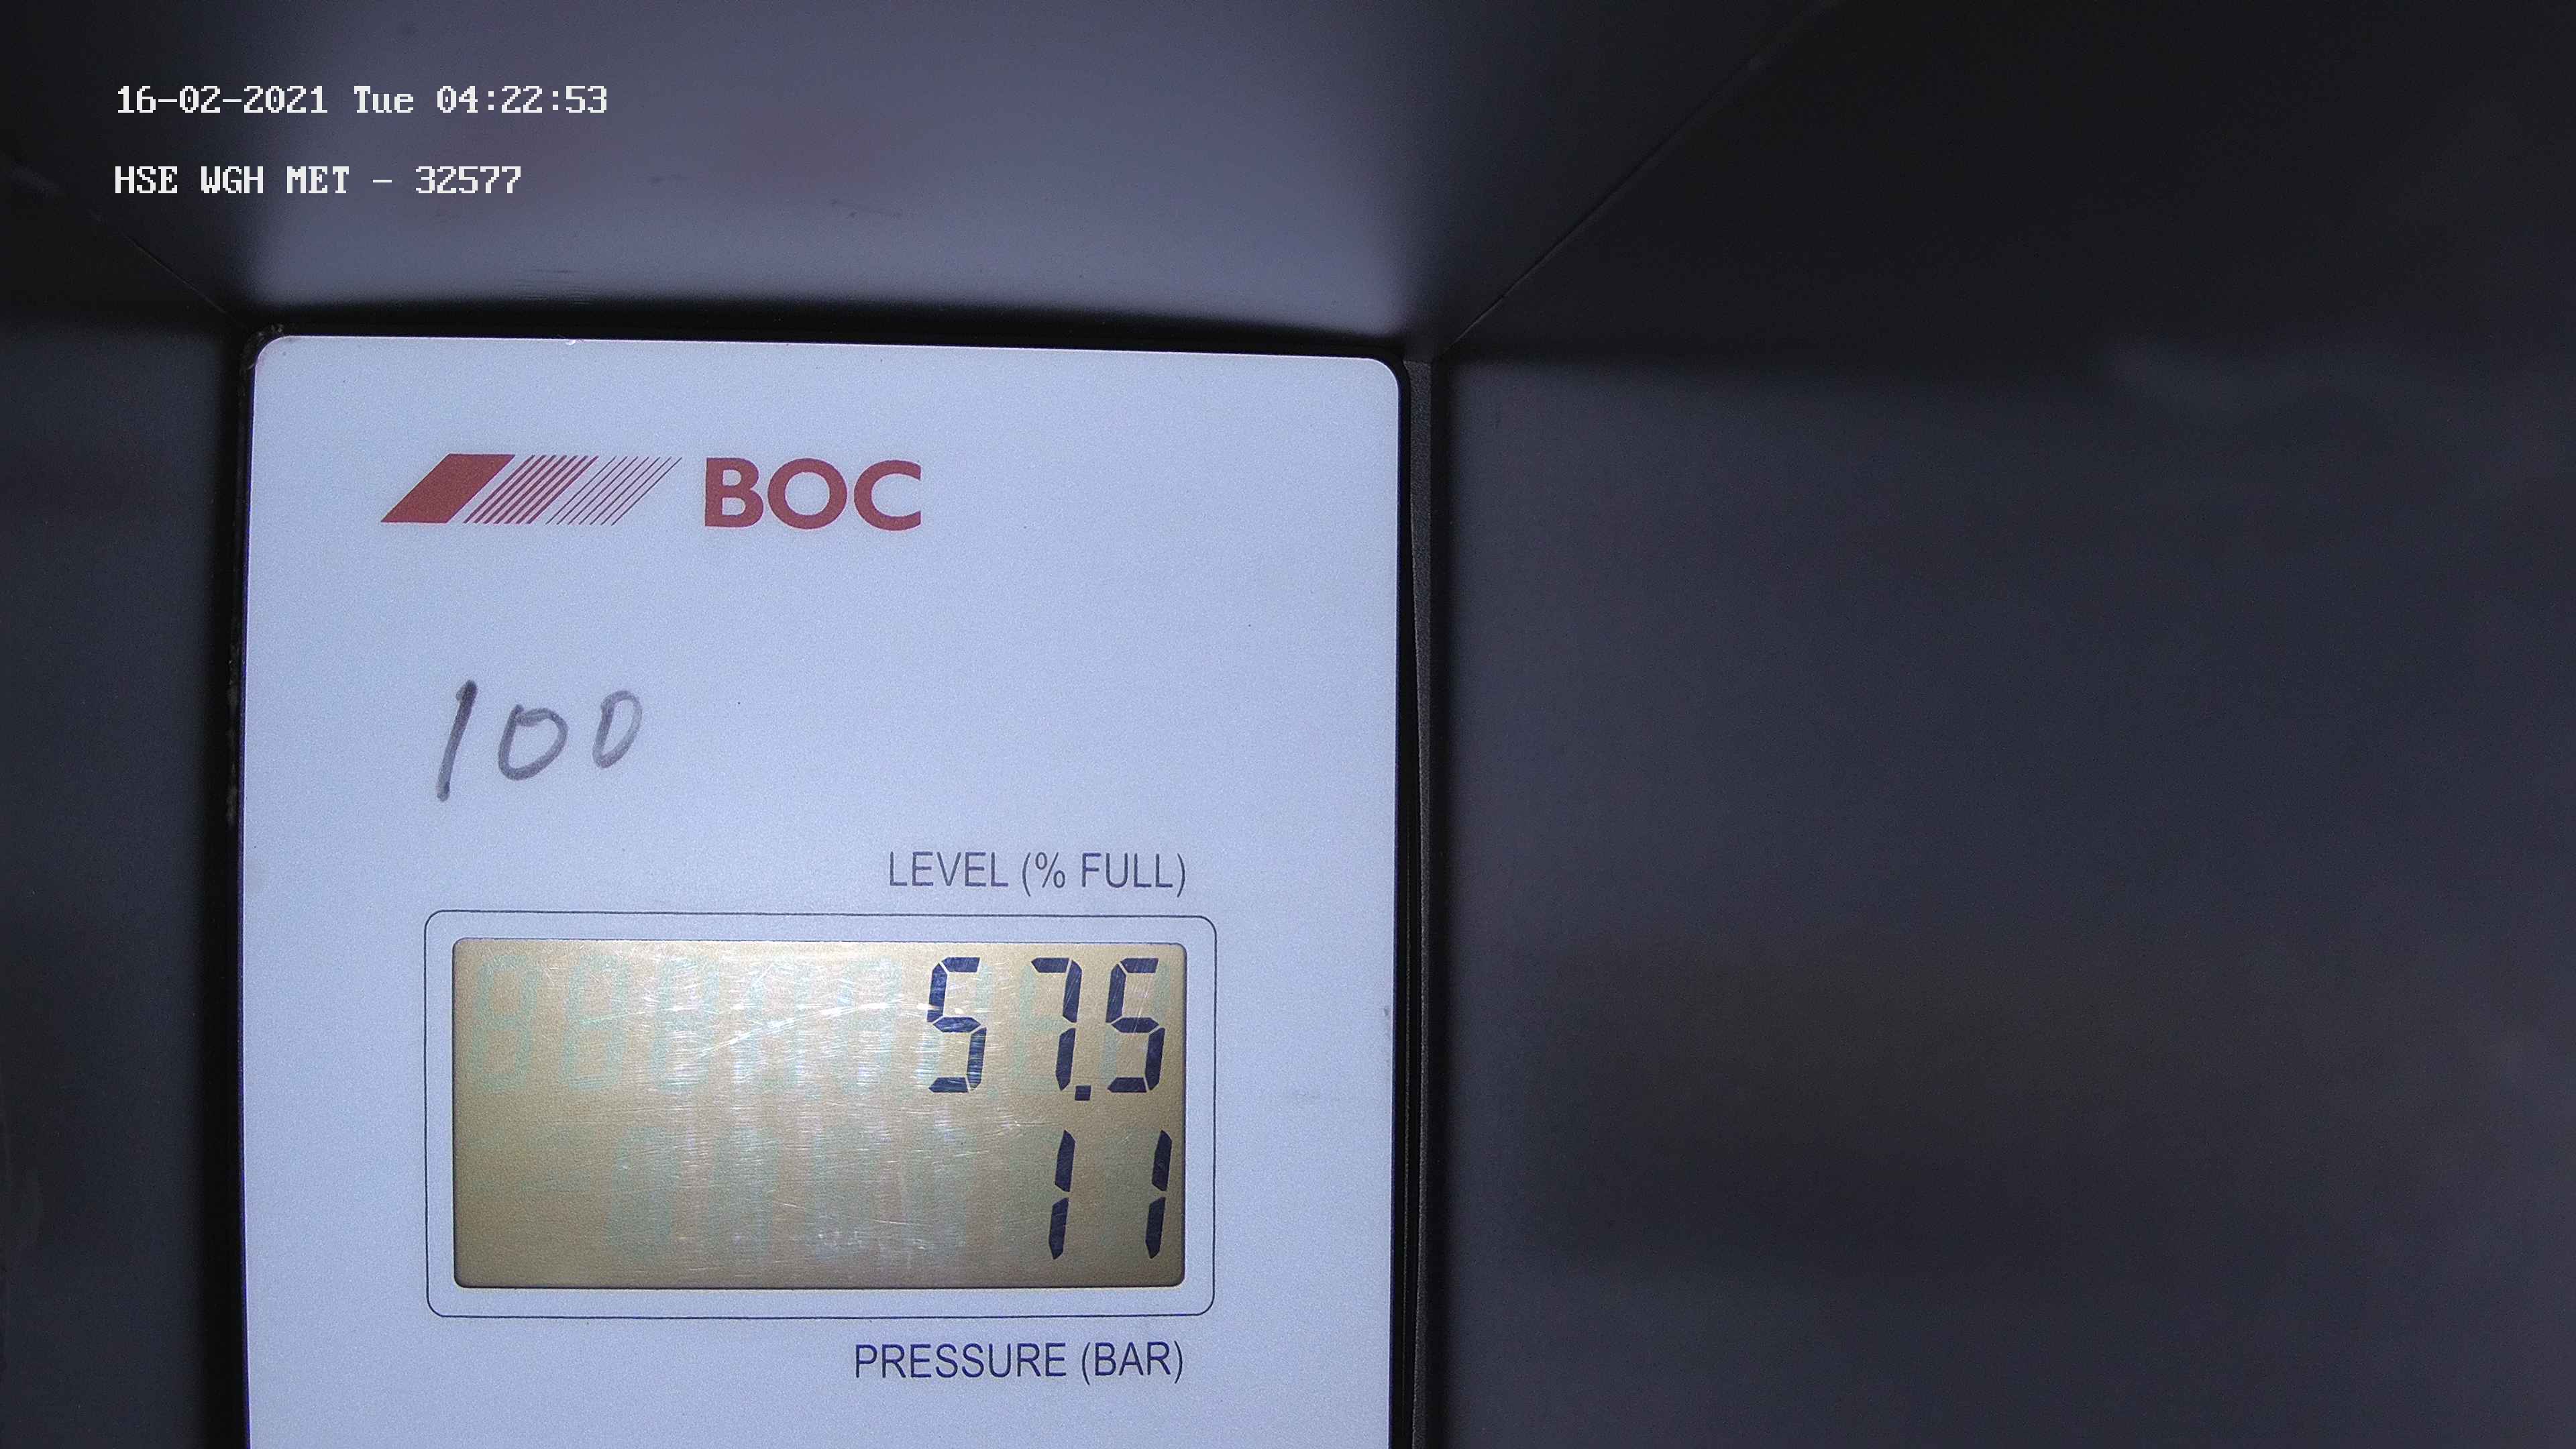 16-02-2021 Tue 04:22:53
HSE WGH MET - 32577
BOC
100
LEVEL (% FULL)
57.5
11
PRESSURE (BAR)